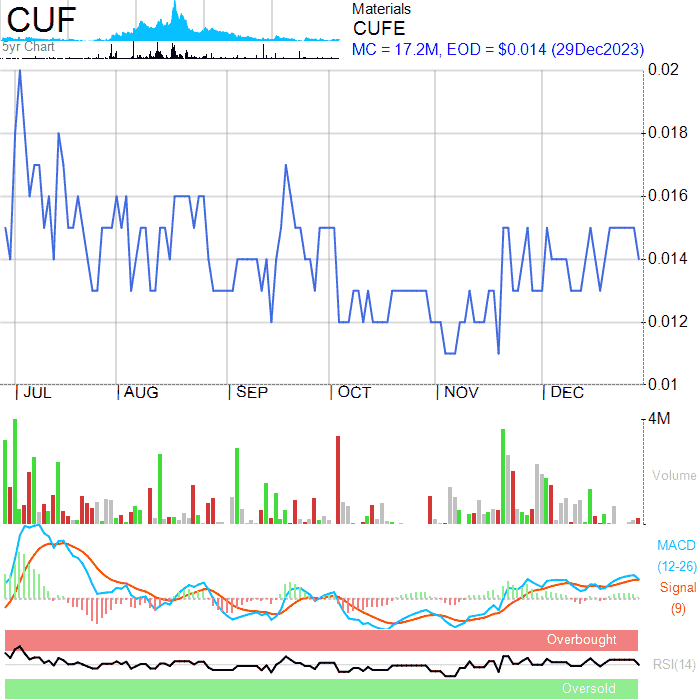 CUF
5yr Chart
Materials
CUFE
MC = 17.2M, EOD = $0.014 (29Dec2023)
0.02
0.018
0.016
0.014
0.012
0.01
JUL AUG SEP OCT NOV DEC
4M
Volume
MACD
(12-26)
Signal
(9)
Overbought
RSI(14)
Oversold